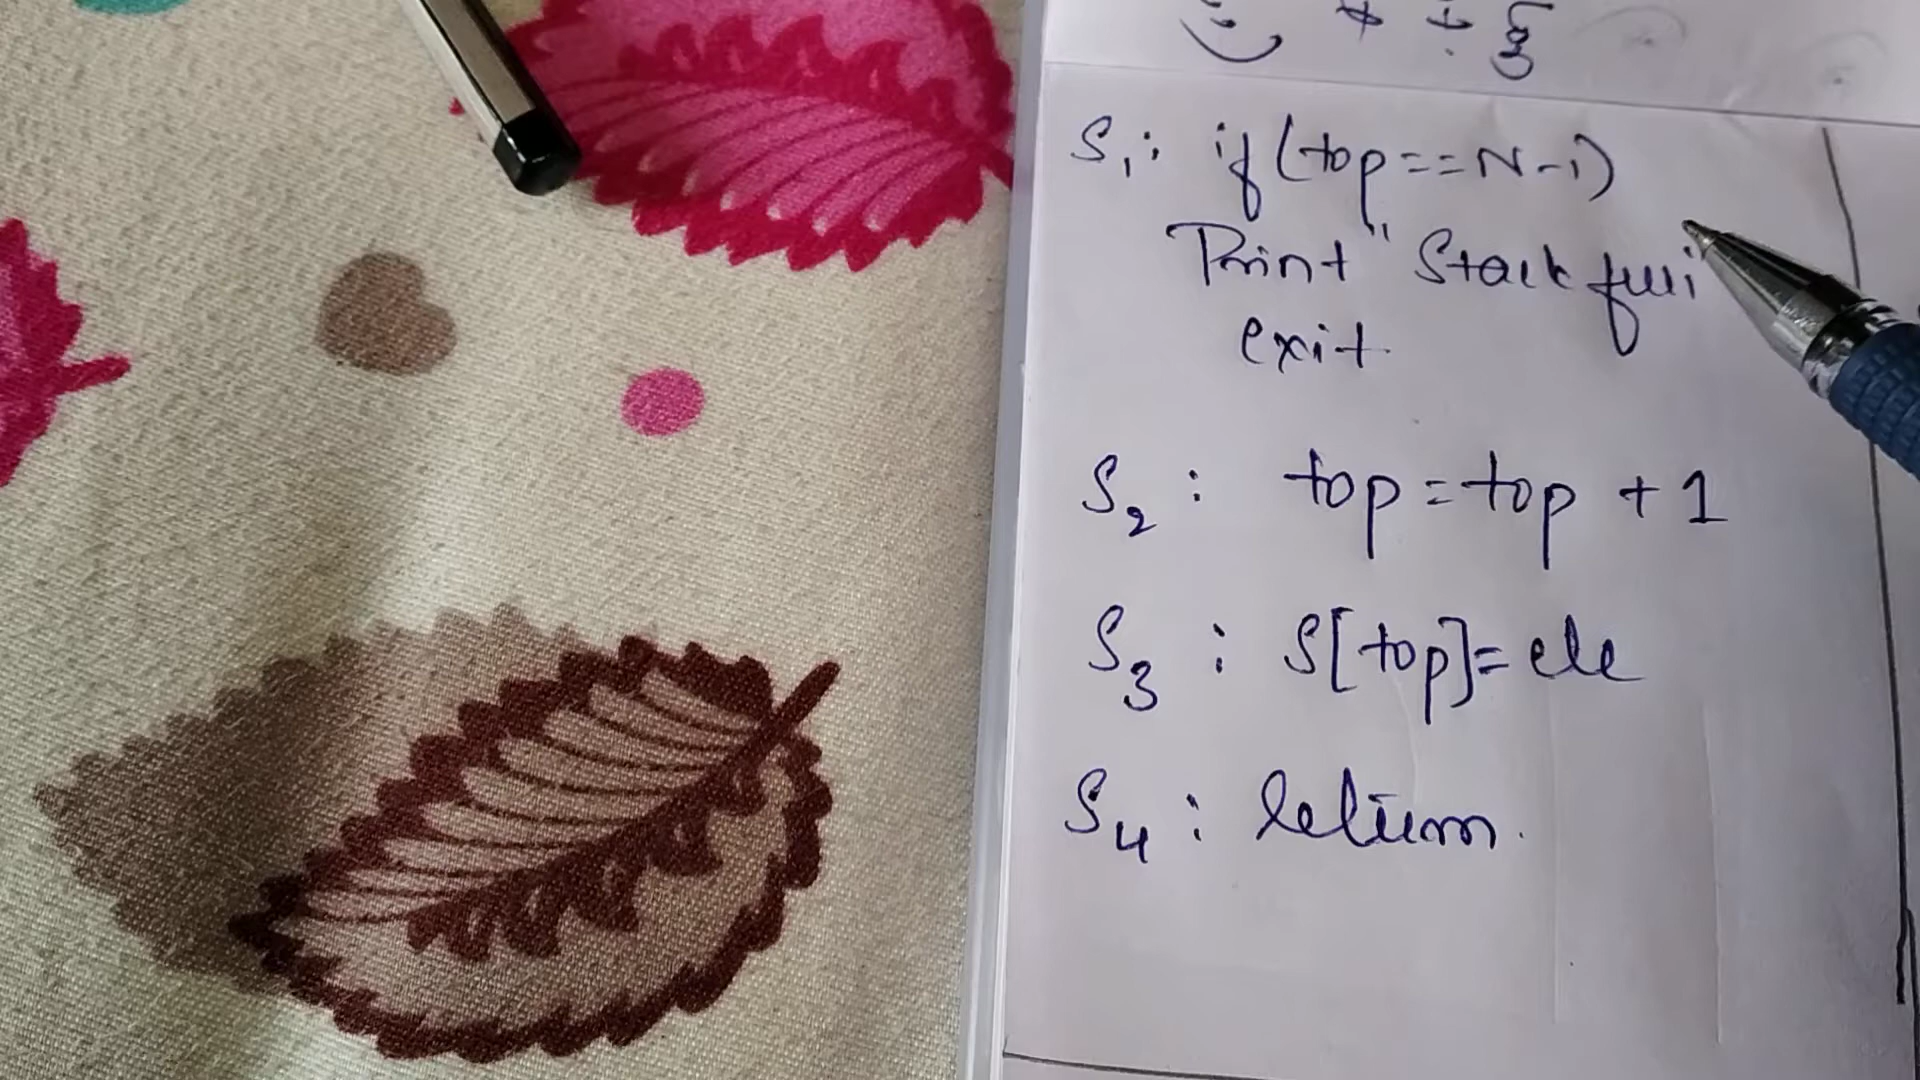 S1: if (top==N-1)
Print "Stack full
exit.
S2: top=top+1
S3: S[top]=ele
S4: return.